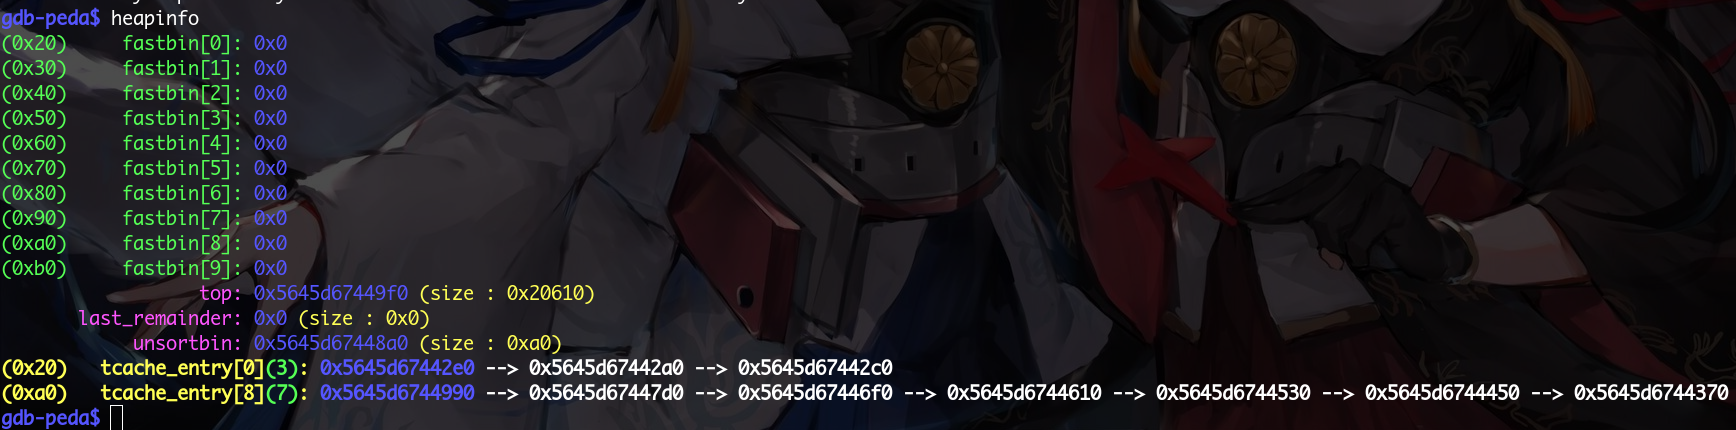 gdb-peda$ heapinfo
(0x20)     fastbin[0]: 0x0
(0x30)     fastbin[1]: 0x0
(0x40)     fastbin[2]: 0x0
(0x50)     fastbin[3]: 0x0
(0x60)     fastbin[4]: 0x0
(0x70)     fastbin[5]: 0x0
(0x80)     fastbin[6]: 0x0
(0x90)     fastbin[7]: 0x0
(0xa0)     fastbin[8]: 0x0
(0xb0)     fastbin[9]: 0x0
                  top: 0x5645d67449f0 (size : 0x20610)
       last_remainder: 0x0 (size : 0x0)
            unsortbin: 0x5645d67448a0 (size : 0xa0)
(0x20)   tcache_entry[0](3): 0x5645d67442e0 --> 0x5645d67442a0 --> 0x5645d67442c0
(0xa0)   tcache_entry[8](7): 0x5645d6744990 --> 0x5645d67447d0 --> 0x5645d67446f0 --> 0x5645d6744610 --> 0x5645d6744530 --> 0x5645d6744450 --> 0x5645d6744370
gdb-peda$